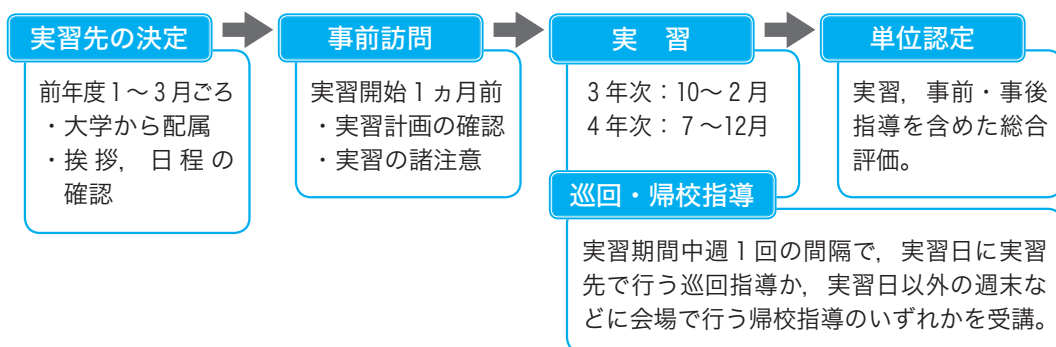 実習先の決定
前年度1～3月ごろ
・大学から配属
・挨拶，日程の
確認
事前訪問
実習開始1ヵ月前
・実習計画の確認
・実習の諸注意
実　習
3年次：10～2月
4年次：7～12月
巡回・帰校指導
実習期間中週1回の間隔で，実習日に実習
先で行う巡回指導か，実習日以外の週末な
どに会場で行う帰校指導のいずれかを受講。
単位認定
実習，事前・事後
指導を含めた総合
評価。